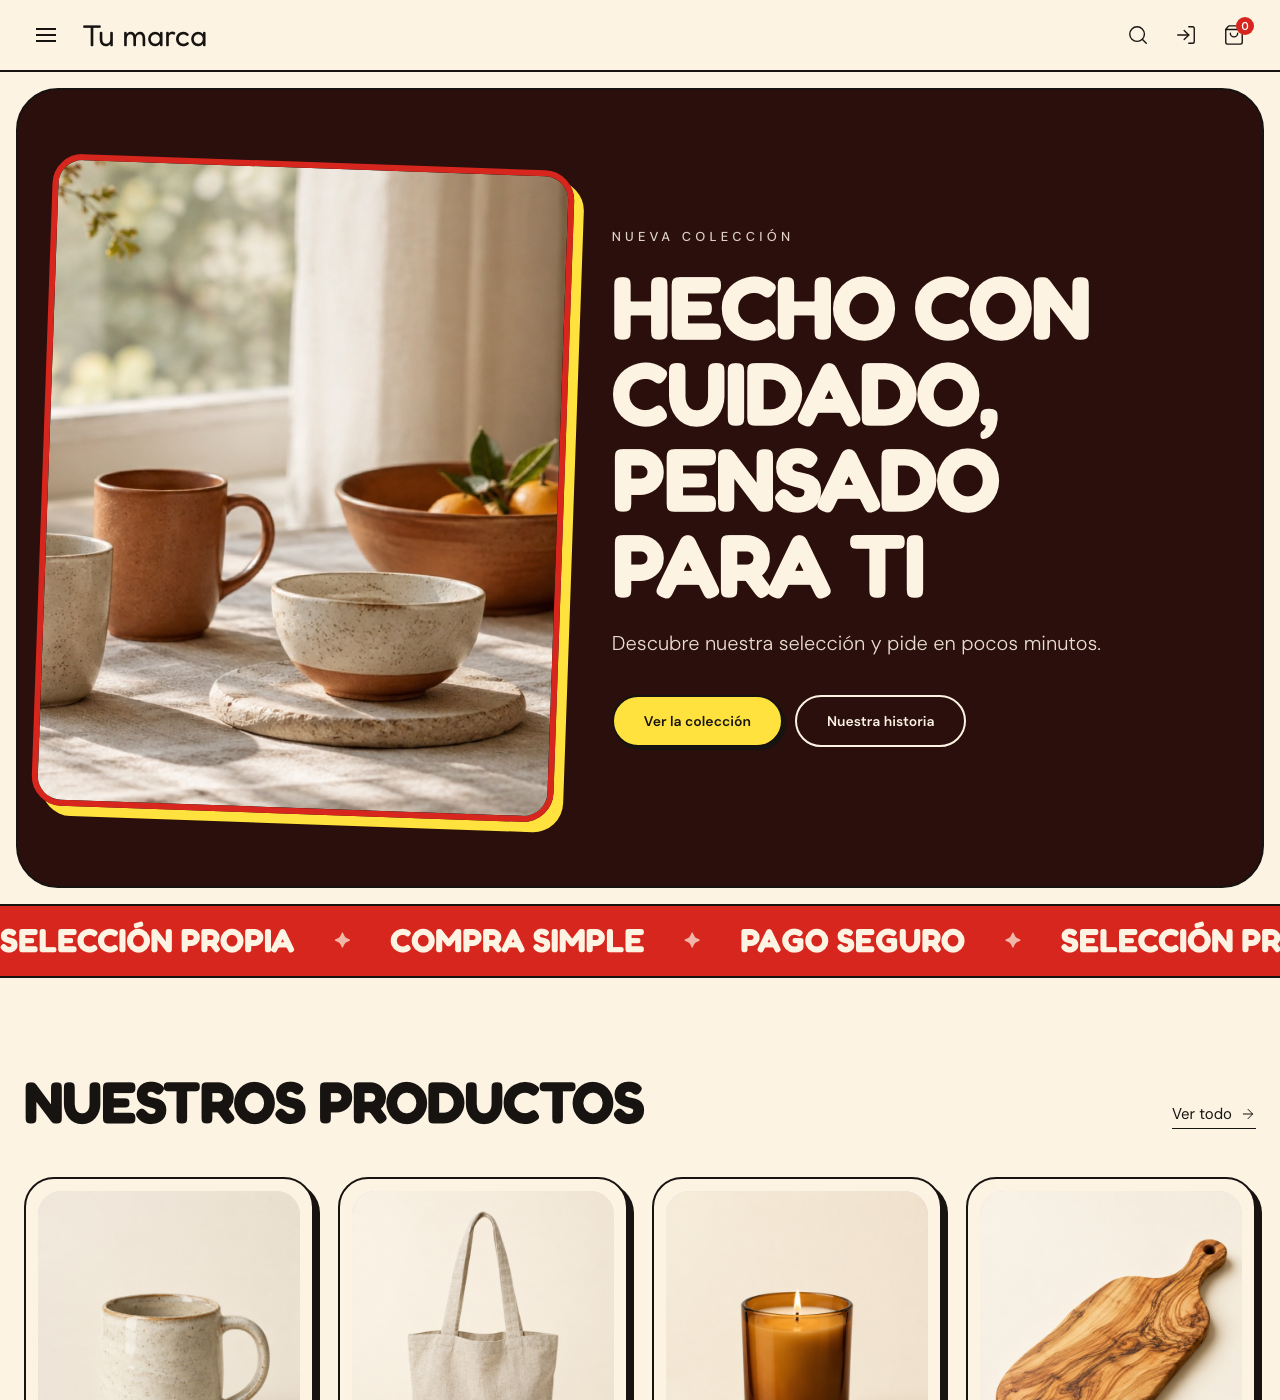 Tu marca
0
NUEVA COLECCIÓN
HECHO CON
CUIDADO,
PENSADO
PARA TI
Descubre nuestra selección y pide en pocos minutos.
Ver la colección
Nuestra historia
SELECCIÓN PROPIA ✦ COMPRA SIMPLE ✦ PAGO SEGURO ✦ SELECCIÓN PR
NUESTROS PRODUCTOS
Ver todo →